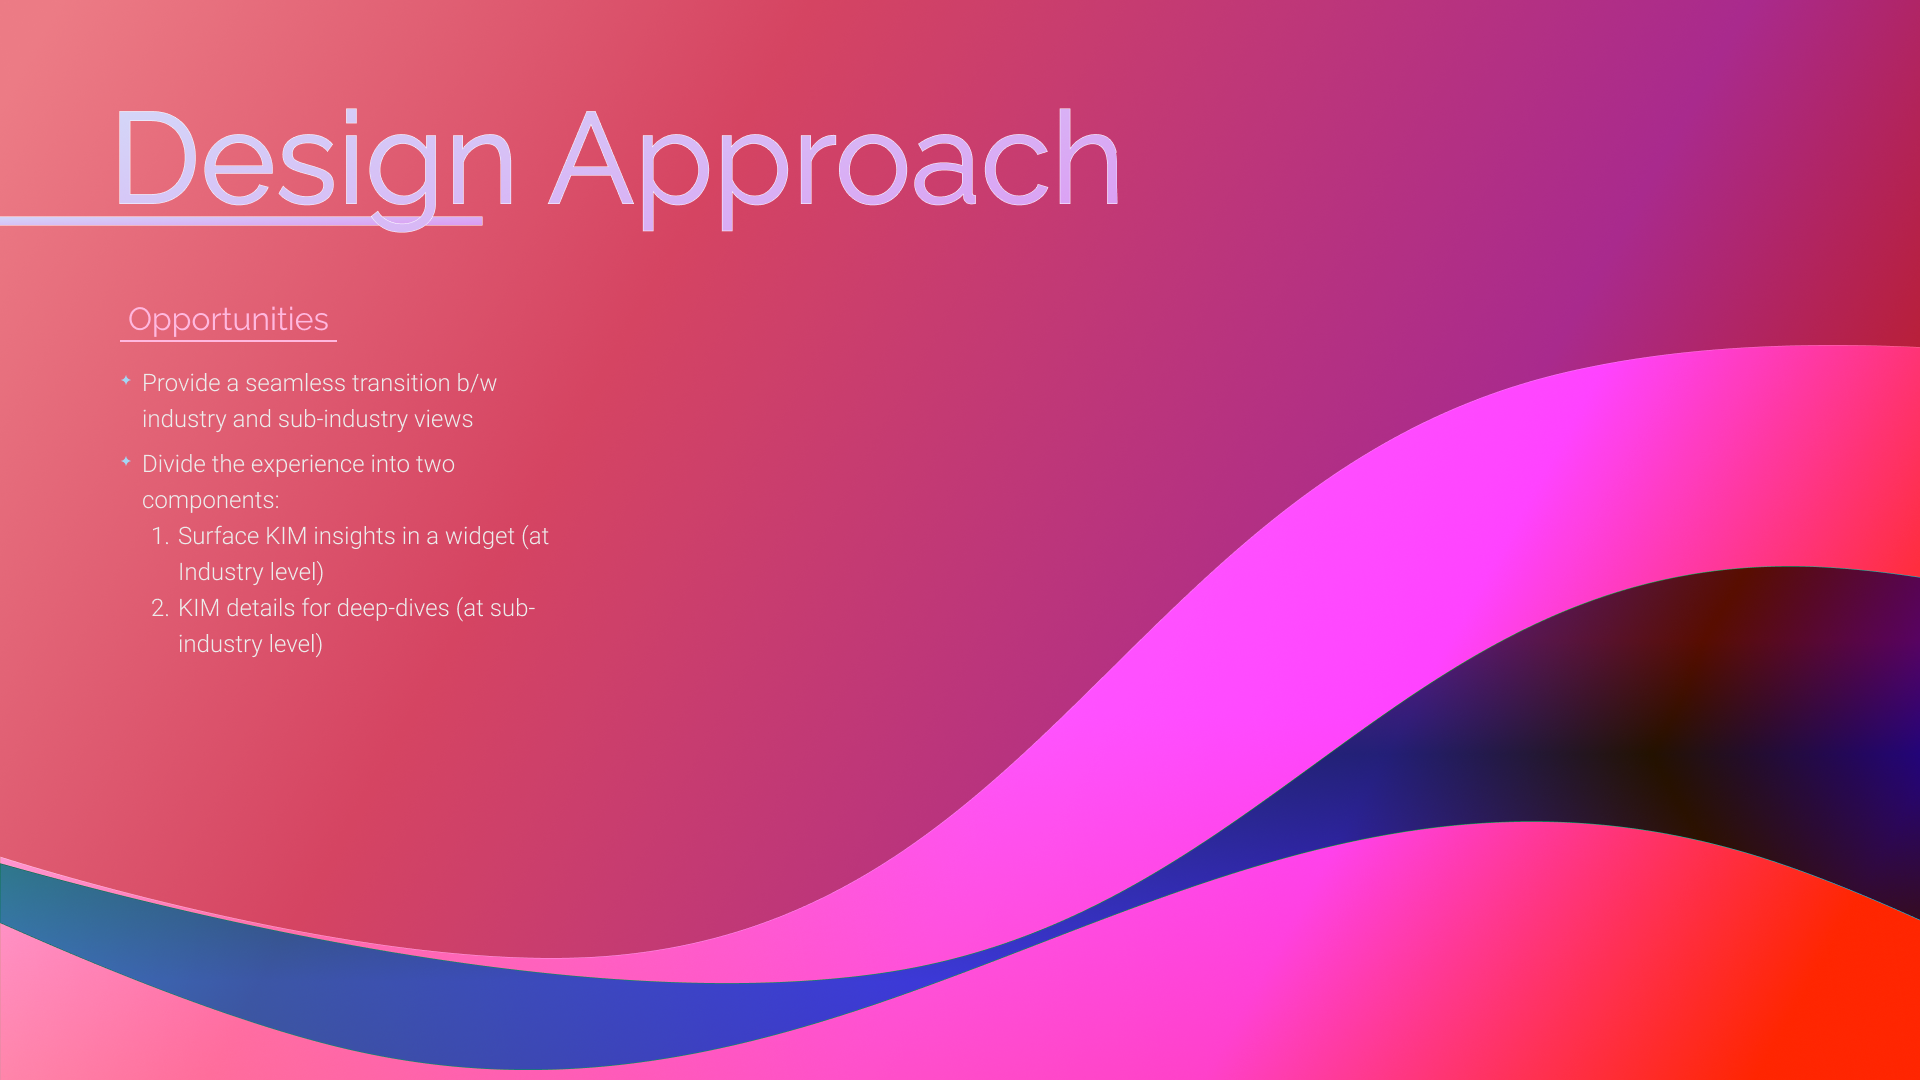 Design Approach
Opportunities
Provide a seamless transition b/w
industry and sub-industry views
Divide the experience into two
components:
1. Surface KIM insights in a widget (at
Industry level)
2. KIM details for deep-dives (at sub-
industry level)